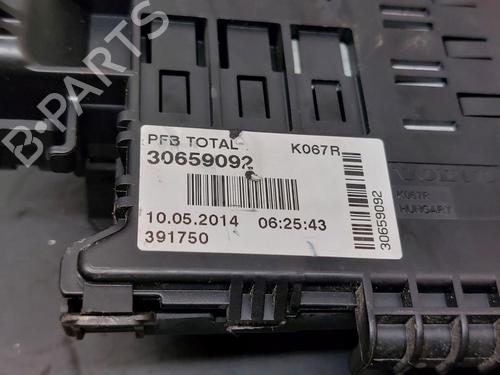 B-PARTS
PFB TOTAL
K067R
30659092
10.05.2014 06:25:43
391750
30659092
VOLVO
K067R
HUNGARY